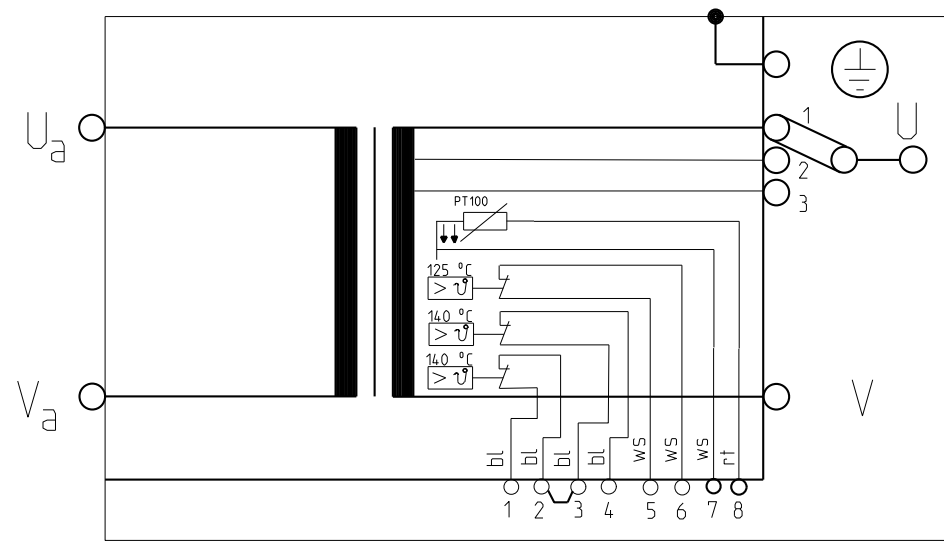 1
U
Ua
2
3
PT100
125 °C
> ϑ
140 °C
> ϑ
140 °C
> ϑ
Va
V
bl bl bl bl ws ws ws rt
1 2 3 4 5 6 7 8